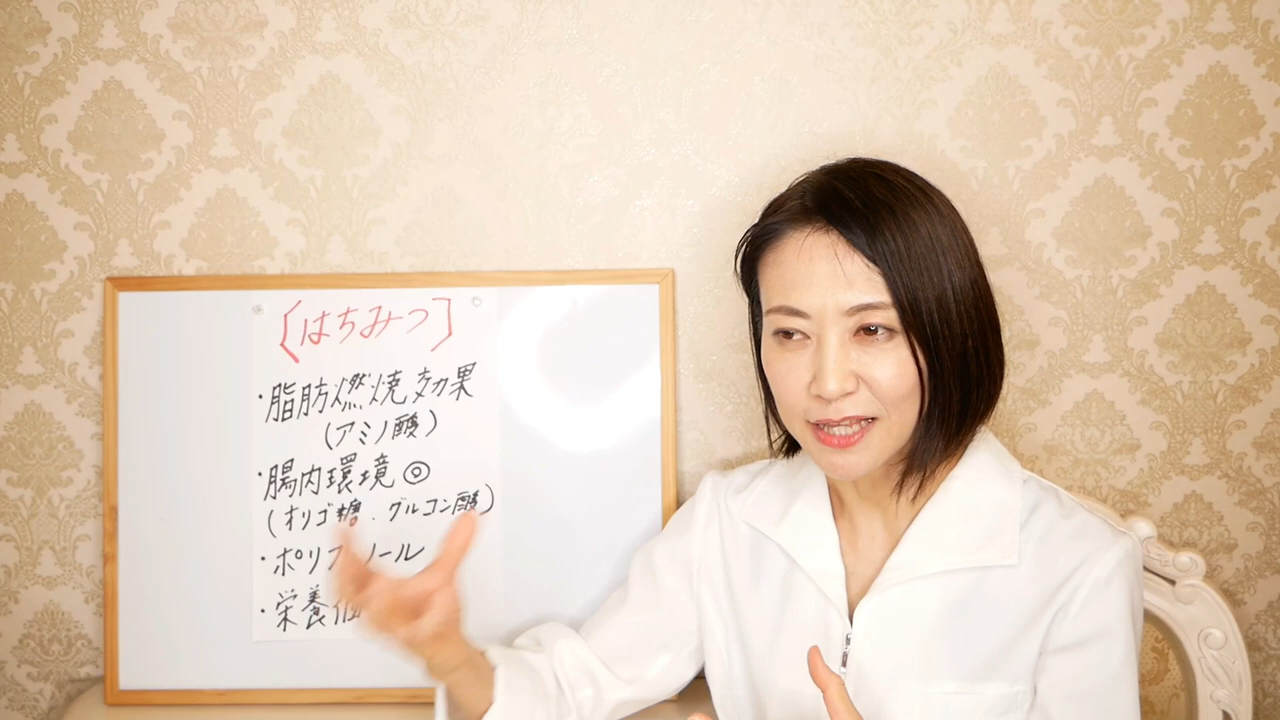 〔はちみつ〕
・脂肪燃焼効果
(アミノ酸)
・腸内環境◎
(オリゴ糖、グルコン酸)
・ポリフ ノール
・栄養価